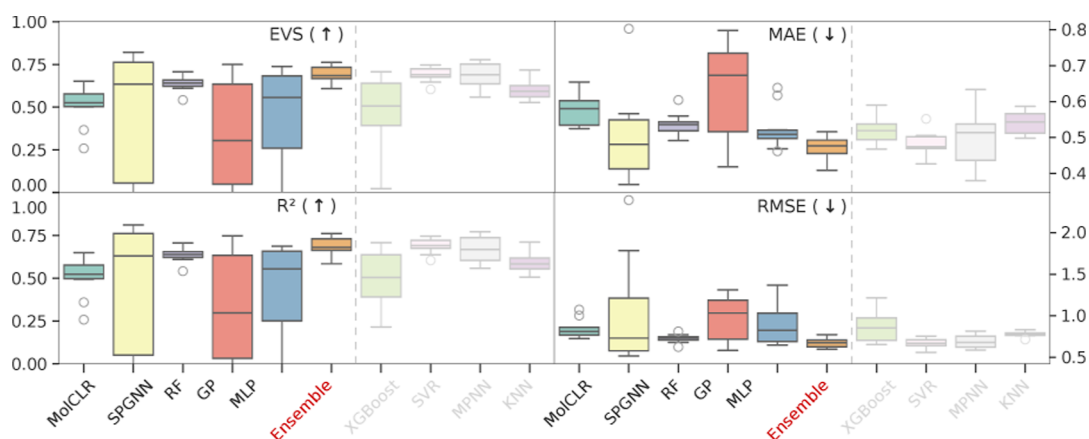 1.00
0.75
0.50
0.25
0.00
EVS (↑)
MAE (↓)
0.8
0.7
0.6
0.5
0.4
1.00
0.75
0.50
0.25
0.00
R² (↑)
RMSE (↓)
2.0
1.5
1.0
0.5
MolCLR
SPGNN
RF
GP
MLP
Ensemble
XGBoost
SVR
MPNN
KNN
MolCLR
SPGNN
RF
GP
MLP
Ensemble
XGBoost
SVR
MPNN
KNN